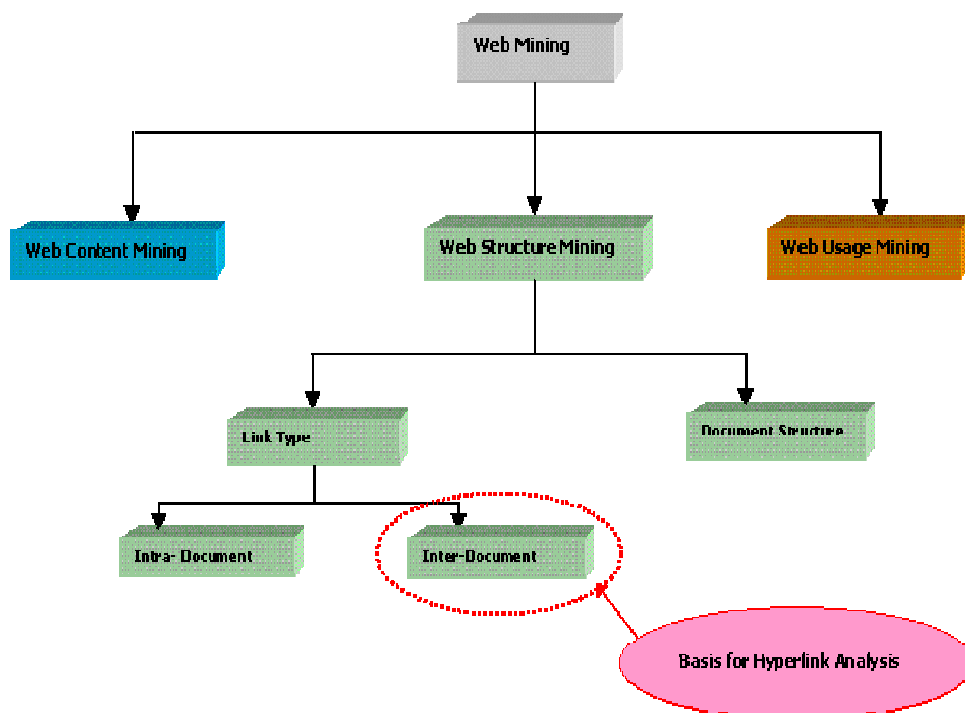 Web Mining
Web Content Mining
Web Structure Mining
Web Usage Mining
Link Type
Document Structure
Intra- Document
Inter-Document
Basis for Hyperlink Analysis